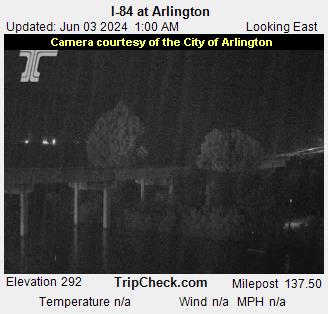 I-84 at Arlington
Updated: Jun 03 2024 1:00 AM Looking East
Camera courtesy of the City of Arlington
Elevation 292 TripCheck.com Milepost 137.50
Temperature n/a Wind n/a MPH n/a